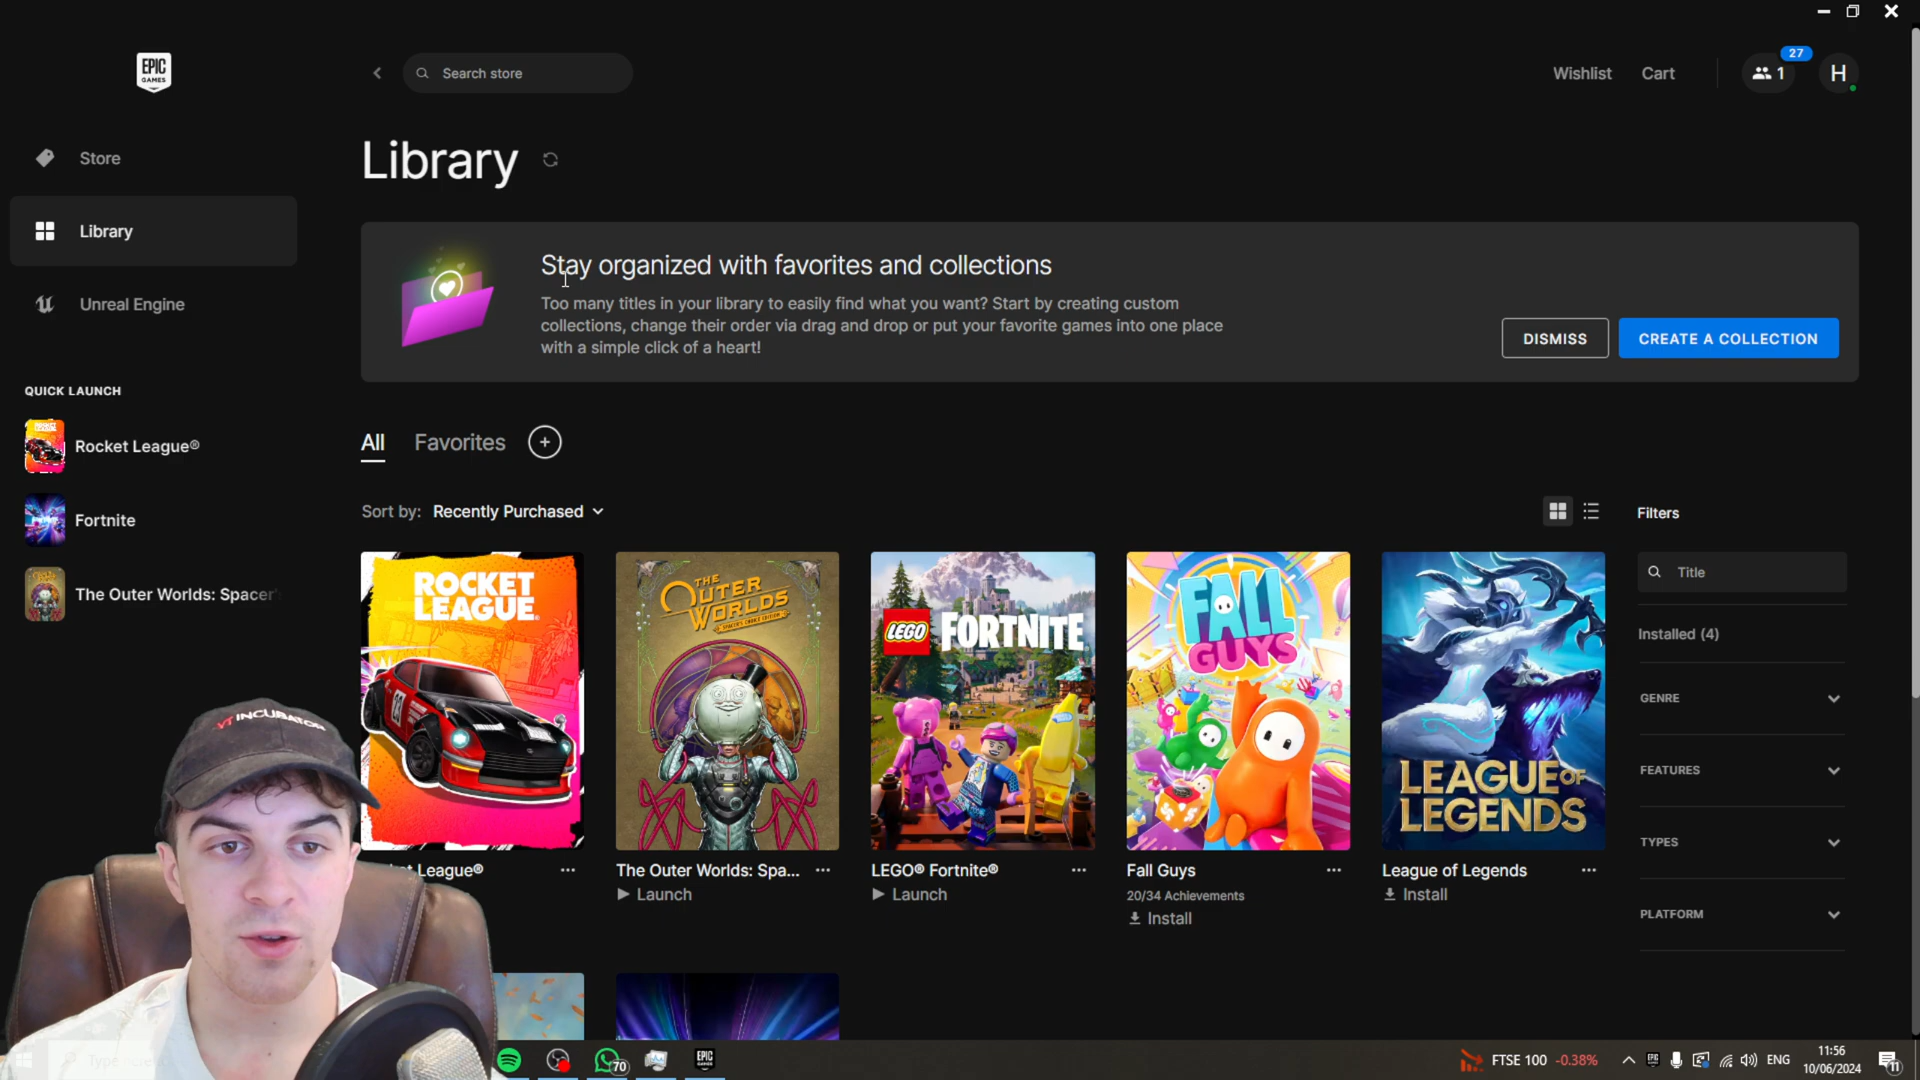 EPIC
GAMES
Search store
Wishlist
Cart
1
27
H
Store
Library
Library
Unreal Engine
Stay organized with favorites and collections
Too many titles in your library to easily find what you want? Start by creating custom
collections, change their order via drag and drop or put your favorite games into one place
with a simple click of a heart!
DISMISS
CREATE A COLLECTION
QUICK LAUNCH
Rocket League®
Fortnite
The Outer Worlds: Spacer'
All
Favorites
+
Sort by: Recently Purchased
Filters
Title
Installed (4)
GENRE
FEATURES
TYPES
PLATFORM
ROCKET
LEAGUE
THE
OUTER
WORLDS
LEGO FORTNITE
FALL
GUYS
LEAGUE OF
LEGENDS
League®
The Outer Worlds: Spa...
Launch
LEGO® Fortnite®
Launch
Fall Guys
20/34 Achievements
Install
League of Legends
Install
YT INCUBATOR
70
EPIC
GAMES
FTSE 100 -0.38%
ENG
11:56
10/06/2024
11